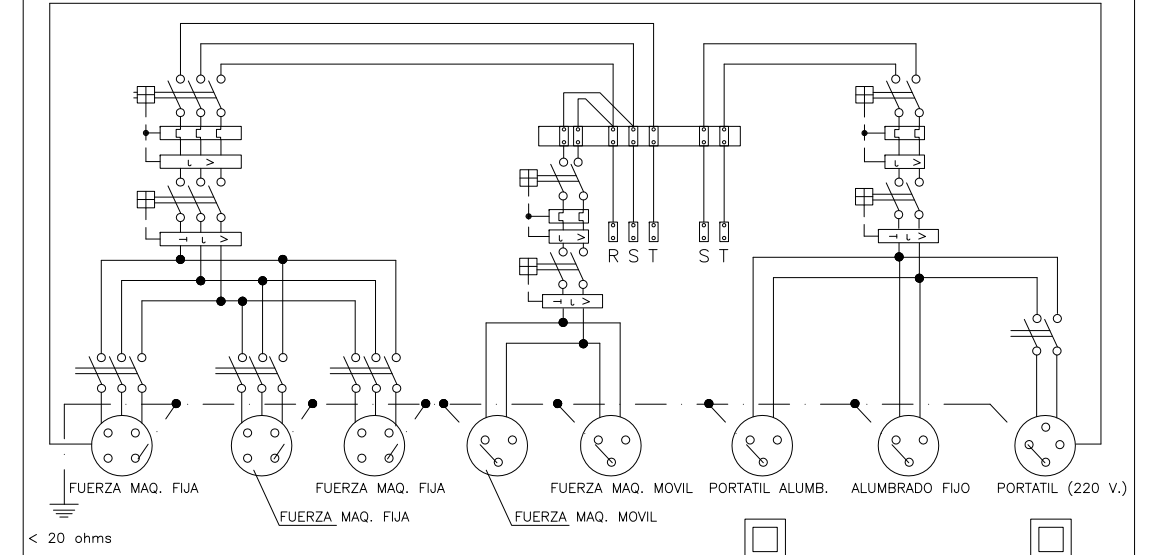 R S T S T
FUERZA MAQ. FIJA
FUERZA MAQ. FIJA
FUERZA MAQ. MOVIL
PORTATIL ALUMB.
ALUMBRADO FIJO
PORTATIL (220 V.)
FUERZA MAQ. FIJA
FUERZA MAQ. MOVIL
< 20 ohms